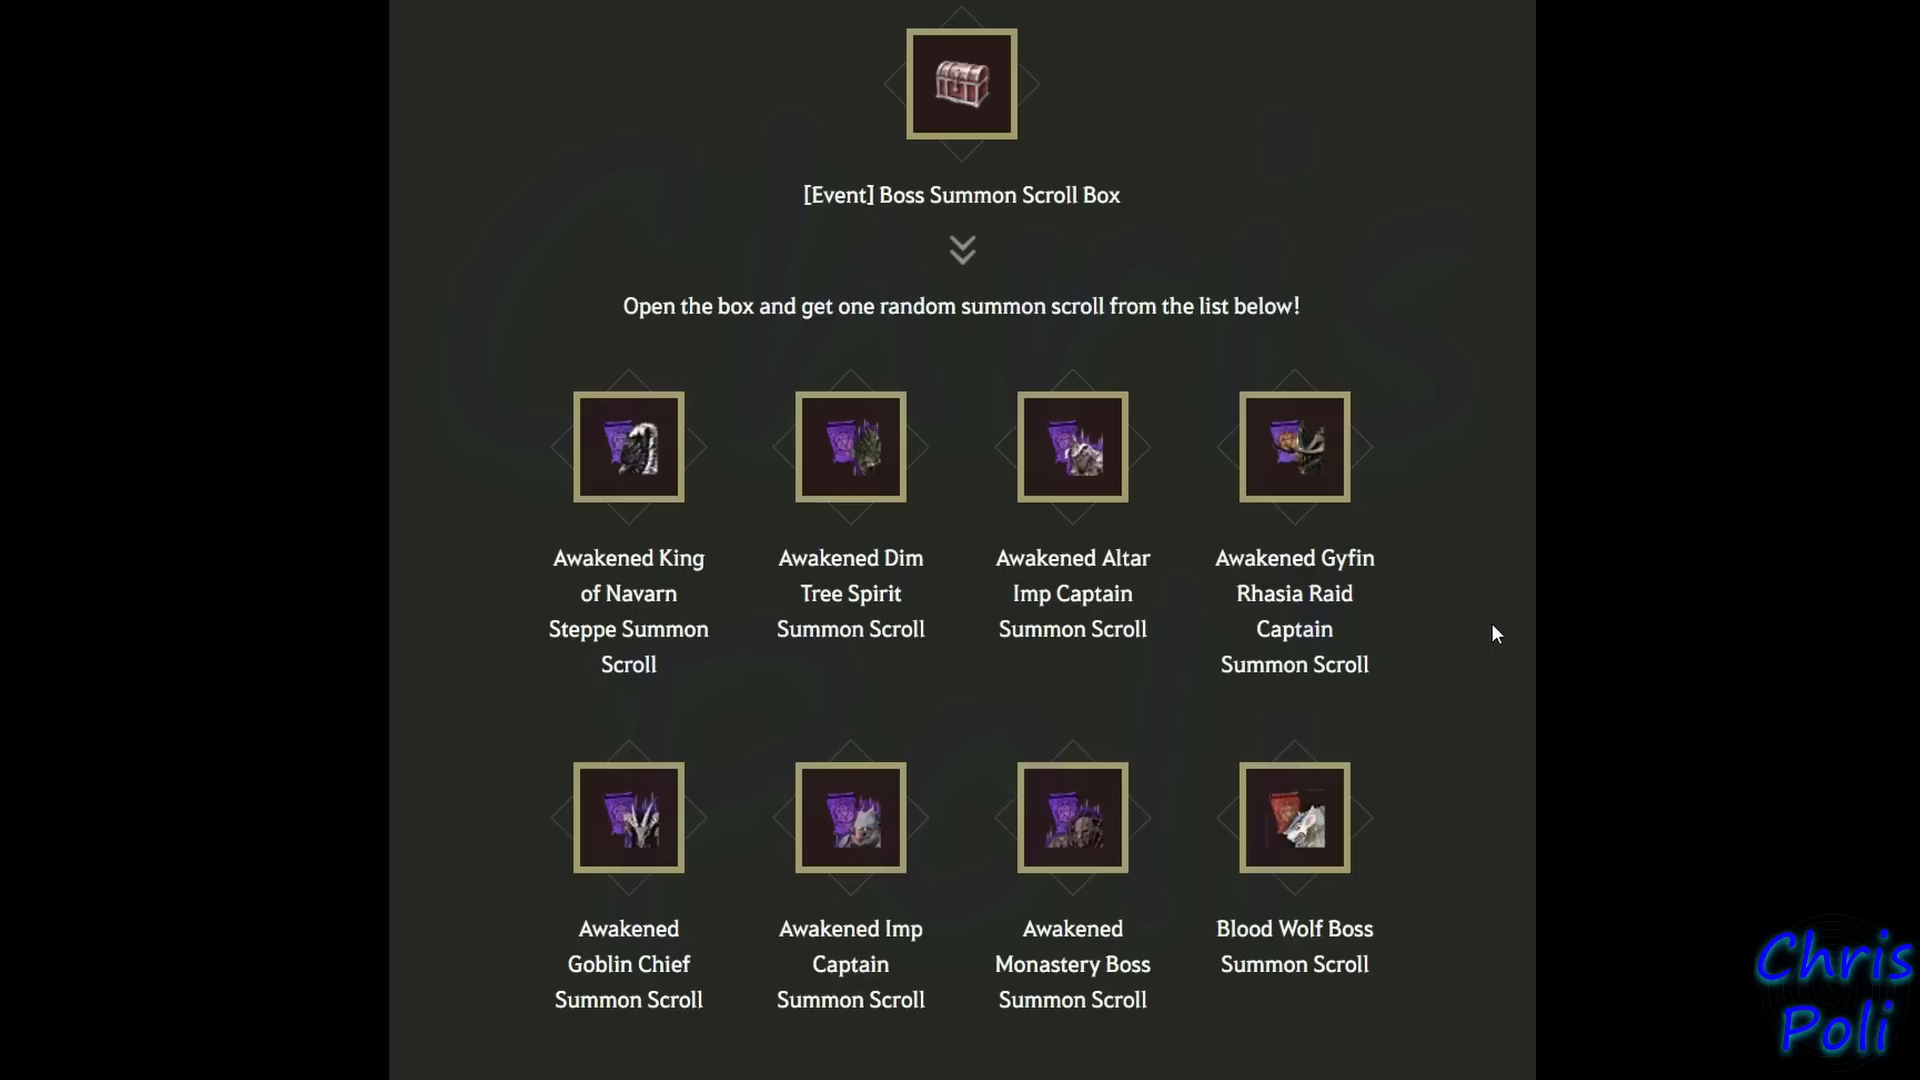 [Event] Boss Summon Scroll Box
Open the box and get one random summon scroll from the list below!
Awakened King
of Navarn
Steppe Summon
Scroll
Awakened Dim
Tree Spirit
Summon Scroll
Awakened Altar
Imp Captain
Summon Scroll
Awakened Gyfin
Rhasia Raid
Captain
Summon Scroll
Awakened
Goblin Chief
Summon Scroll
Awakened Imp
Captain
Summon Scroll
Awakened
Monastery Boss
Summon Scroll
Blood Wolf Boss
Summon Scroll
Chris
Poli
Chris
Poli